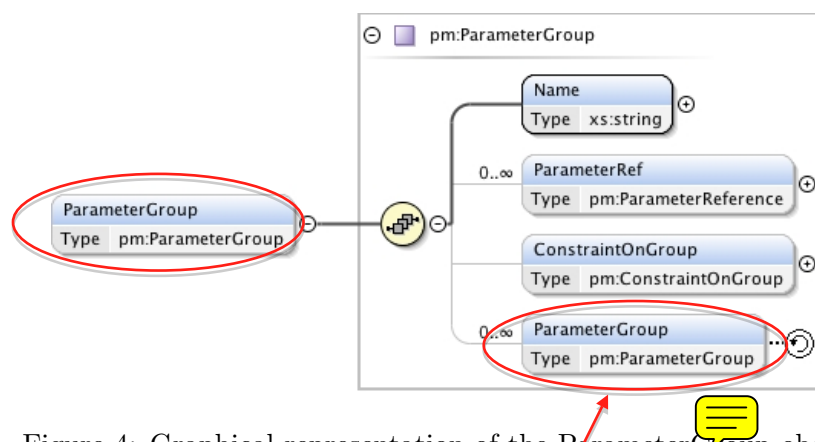 pm:ParameterGroup
Name
Type xs:string
0..∞ ParameterRef
Type pm:ParameterReference
ParameterGroup
Type pm:ParameterGroup
ConstraintOnGroup
Type pm:ConstraintOnGroup
0..∞ ParameterGroup
Type pm:ParameterGroup
Figure 4: Graphical representation of the ParameterGroup